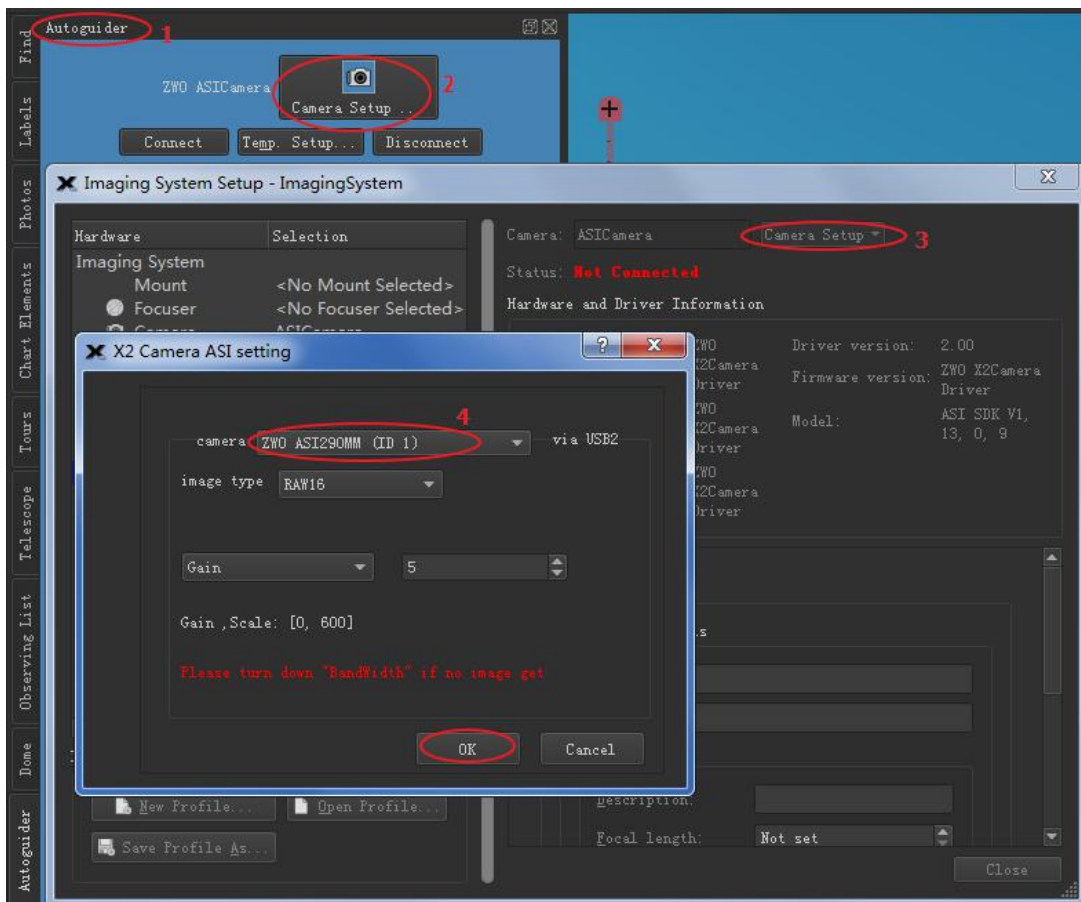 Autoguider
1
Find
Labels
Photos
Chart Elements
Tours
Telescope
Observing List
Dome
Autoguider
ZWO ASICamera
Camera Setup ..
2
Connect
Temp. Setup...
Disconnect
Imaging System Setup - ImagingSystem
Hardware
Selection
Imaging System
Mount
<No Mount Selected>
Focuser
<No Focuser Selected>
Camera
ASICamera
Camera:
ASICamera
Camera Setup
3
Status:
Not Connected
Hardware and Driver Information
ZWO
X2Camera
Driver
ZWO
X2Camera
Driver
ZWO
X2Camera
Driver
Driver version:
2.00
Firmware version:
ZWO X2Camera
Driver
Model:
ASI SDK V1,
13, 0, 9
X2 Camera ASI setting
?
4
camera
ZWO ASI290MM (ID 1)
via USB2
image type
RAW16
Gain
5
Gain ,Scale: [0, 600]
Please turn down "BandWidth" if no image get
OK
Cancel
New Profile...
Open Profile...
Save Profile As...
Description:
Focal length:
Not set
Close